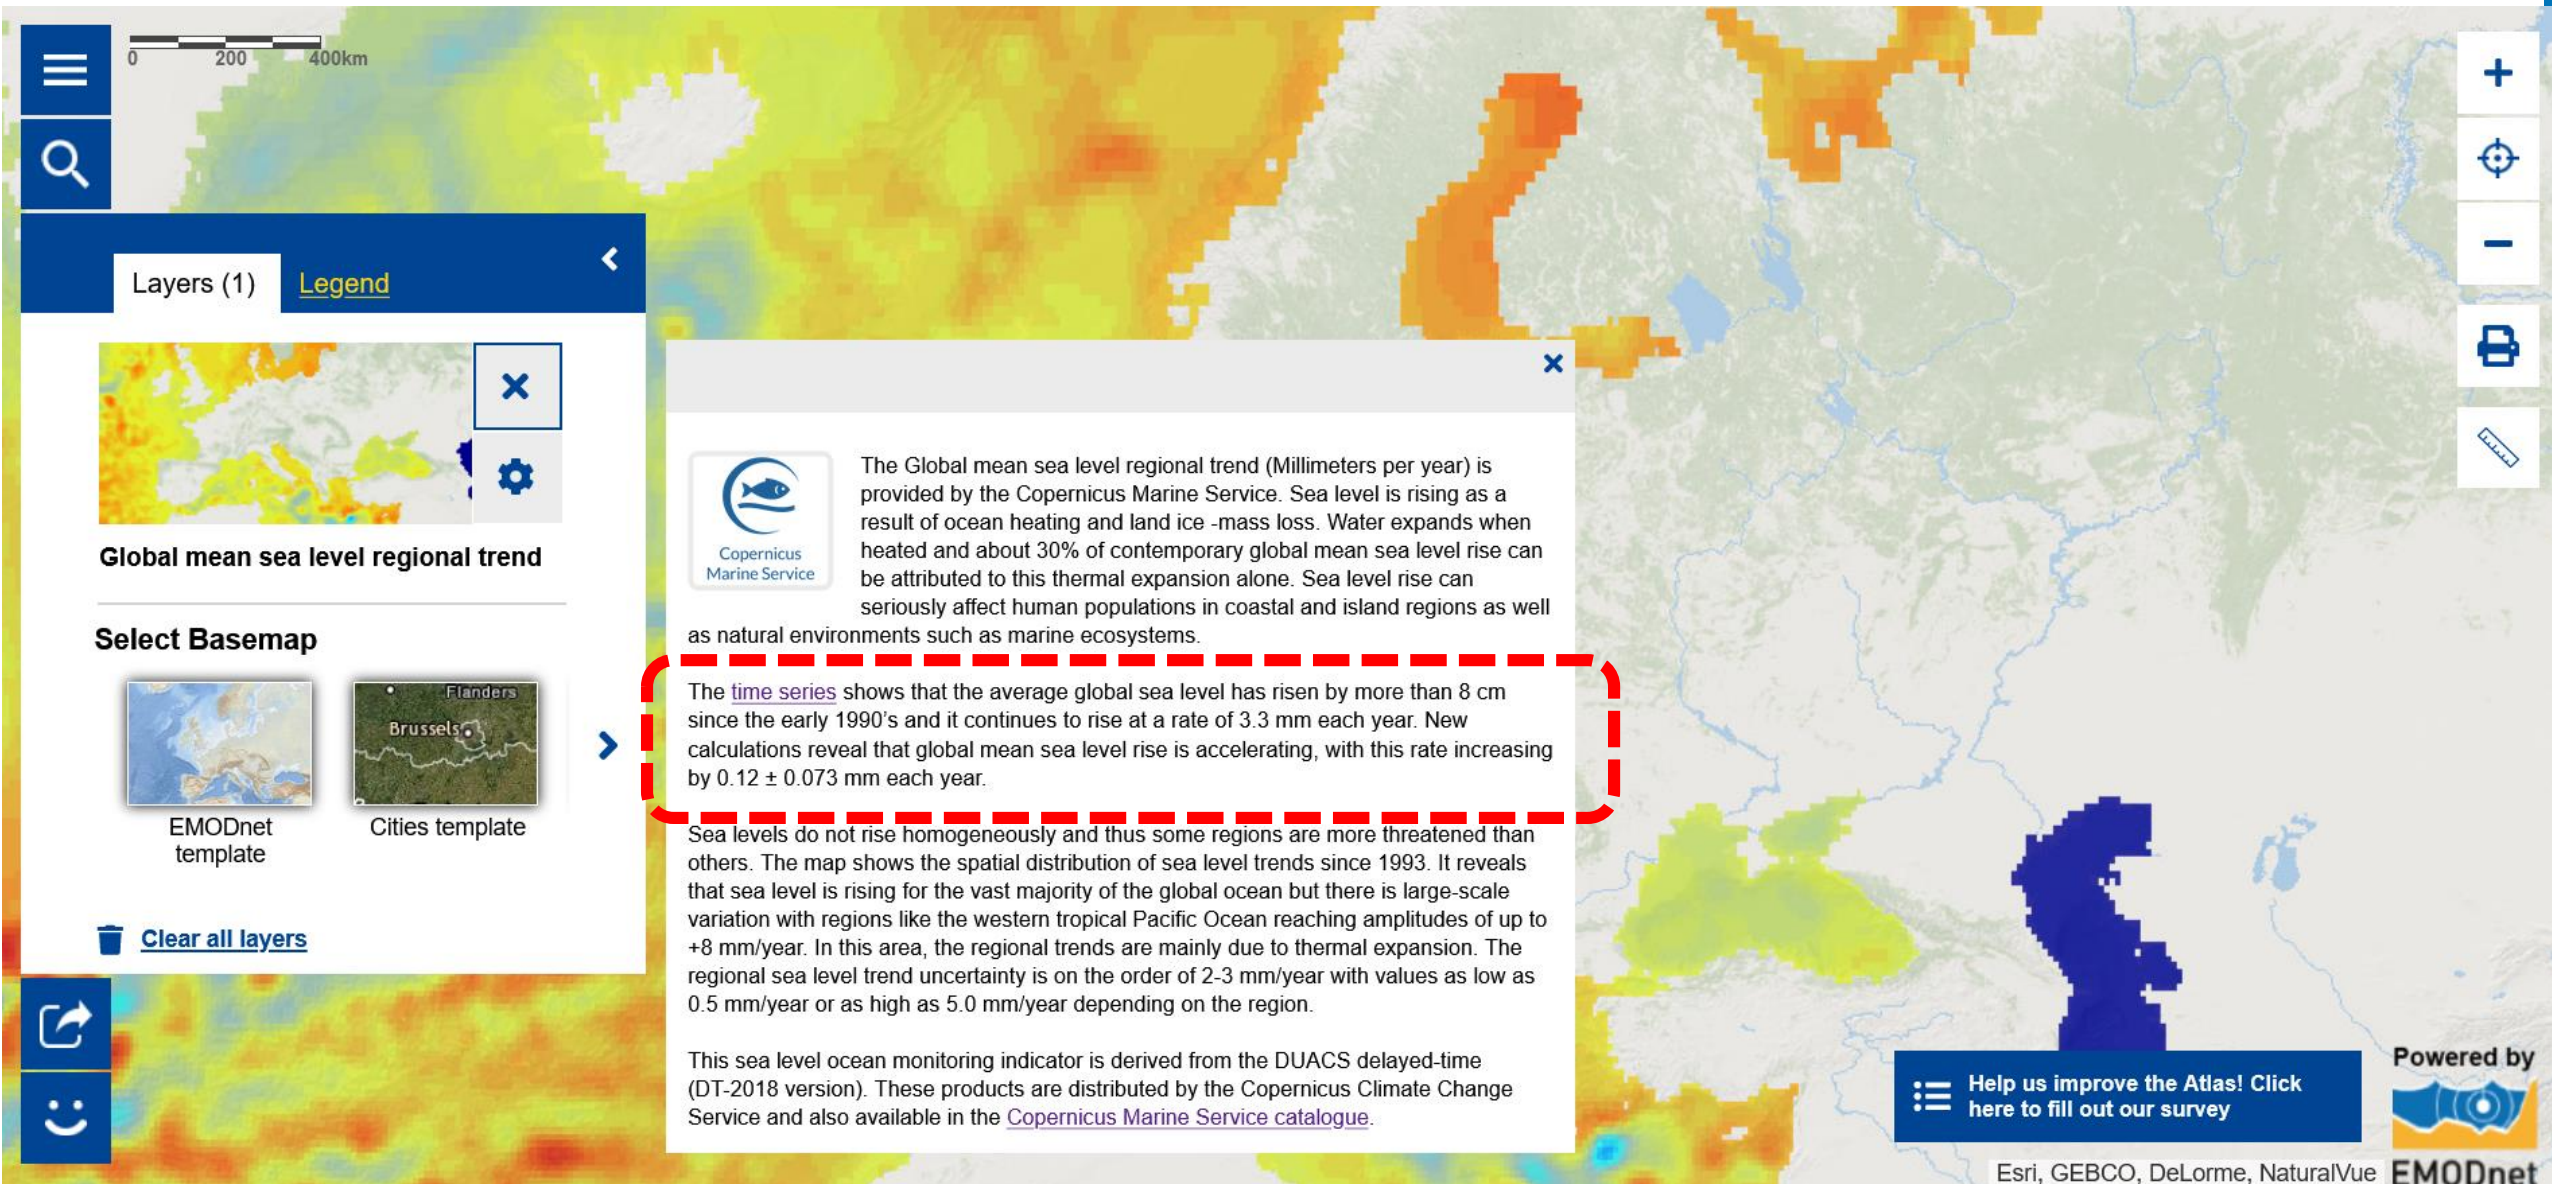 0 200 400km
Layers (1) Legend
Global mean sea level regional trend
Select Basemap
Flanders
Brussels
EMODnet
template
Cities template
Clear all layers
Copernicus
Marine Service
The Global mean sea level regional trend (Millimeters per year) is
provided by the Copernicus Marine Service. Sea level is rising as a
result of ocean heating and land ice -mass loss. Water expands when
heated and about 30% of contemporary global mean sea level rise can
be attributed to this thermal expansion alone. Sea level rise can
seriously affect human populations in coastal and island regions as well
as natural environments such as marine ecosystems.
The time series shows that the average global sea level has risen by more than 8 cm
since the early 1990's and it continues to rise at a rate of 3.3 mm each year. New
calculations reveal that global mean sea level rise is accelerating, with this rate increasing
by 0.12 ± 0.073 mm each year.
Sea levels do not rise homogeneously and thus some regions are more threatened than
others. The map shows the spatial distribution of sea level trends since 1993. It reveals
that sea level is rising for the vast majority of the global ocean but there is large-scale
variation with regions like the western tropical Pacific Ocean reaching amplitudes of up to
+8 mm/year. In this area, the regional trends are mainly due to thermal expansion. The
regional sea level trend uncertainty is on the order of 2-3 mm/year with values as low as
0.5 mm/year or as high as 5.0 mm/year depending on the region.
This sea level ocean monitoring indicator is derived from the DUACS delayed-time
(DT-2018 version). These products are distributed by the Copernicus Climate Change
Service and also available in the Copernicus Marine Service catalogue.
Help us improve the Atlas! Click
here to fill out our survey
Powered by
EMODnet
Esri, GEBCO, DeLorme, NaturalVue